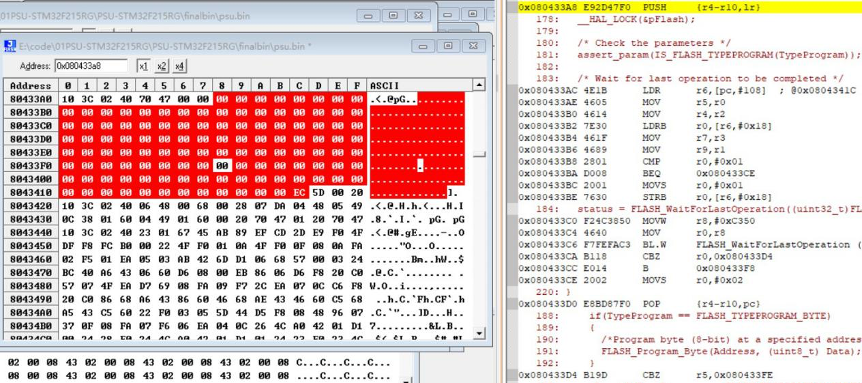 01PSU-STM32F215RG\PSU-STM32F215RG\finalbin\psu.bin
E:\code\01PSU-STM32F215RG\PSU-STM32F215RG\finalbin\psu.bin *
Address: 0x080433a8 x1 x2 x4
Address 0 1 2 3 4 5 6 7 8 9 A B C D E F ASCII
80433A0 10 3C 02 40 70 47 00 00 00 00 00 00 00 00 00 00 .<.@pG..........
80433B0 00 00 00 00 00 00 00 00 00 00 00 00 00 00 00 00 ................
80433C0 00 00 00 00 00 00 00 00 00 00 00 00 00 00 00 00 ................
80433D0 00 00 00 00 00 00 00 00 00 00 00 00 00 00 00 00 ................
80433E0 00 00 00 00 00 00 00 00 00 00 00 00 00 00 00 00 ................
80433F0 00 00 00 00 00 00 00 00 00 00 00 00 00 00 00 00 ................
8043400 00 00 00 00 00 00 00 00 00 00 00 00 00 00 00 00 ................
8043410 00 00 00 00 00 00 00 00 00 00 00 EC 5D 00 20
8043420 10 3C 02 40 06 48 00 68 00 28 07 DA 04 48 05 49 .<.@.H.h.(...H.I
8043430 0C 38 01 60 04 49 01 60 00 20 70 47 01 20 70 47 .8.`.I.`. pG. pG
8043440 10 3C 02 40 23 01 67 45 AB 89 EF CD 2D E9 F0 4F .<.@#.gE....-..O
8043450 DF F8 FC B0 00 22 4F F0 01 0A 4F F0 0F 08 0A FA ....."O...O.....
8043460 02 F5 01 EA 05 03 AB 42 6D D1 06 68 57 00 03 24 .......Bm..hW..$
8043470 BC 40 A6 43 06 60 D6 08 00 EB 86 06 D6 F8 20 C0 .@.C.`........ .
8043480 57 07 4F EA D7 69 08 FA 09 F7 2C EA 07 0C C6 F8 W.O..i....,.....
8043490 20 C0 86 68 A6 43 86 60 46 68 AE 43 46 60 C5 68 ..h.C.`Fh.CF`.h
80434A0 A5 43 C5 60 22 F0 03 05 5D 44 D5 F8 08 48 96 07 .C.`"...]D...H..
80434B0 37 0F 08 FA 07 F6 06 EA 04 0C 26 4C A0 42 01 D1 7.........&L.B..
02 00 08 43 02 00 08 43 02 00 08 43 02 00 08 C...C...C...
08 00 08 43 02 00 08 43 02 00 08 43 02 00 08 ....C...C...C...
0x080433A8 E92D47F0 PUSH {r4-r10,lr}
178: __HAL_LOCK(&pFlash);
179:
180: /* Check the parameters */
181: assert_param(IS_FLASH_TYPEPROGRAM(TypeProgram));
182:
183: /* Wait for last operation to be completed */
0x080433AC 4E1B LDR r6,[pc,#108] ; @0x0804341C
0x080433AE 4605 MOV r5,r0
0x080433B0 4614 MOV r4,r2
0x080433B2 7E30 LDRB r0,[r6,#0x18]
0x080433B4 461F MOV r7,r3
0x080433B6 4689 MOV r9,r1
0x080433B8 2801 CMP r0,#0x01
0x080433BA D008 BEQ 0x080433CE
0x080433BC 2001 MOVS r0,#0x01
0x080433BE 7630 STRB r0,[r6,#0x18]
184: status = FLASH_WaitForLastOperation((uint32_t)FL
0x080433C0 F24C3850 MOVW r8,#0xC350
0x080433C4 4640 MOV r0,r8
0x080433C6 F7FEFAC3 BL.W FLASH_WaitForLastOperation (
0x080433CA B118 CBZ r0,0x080433D4
0x080433CC E014 B 0x080433F8
0x080433CE 2002 MOVS r0,#0x02
220: }
0x080433D0 E8BD87F0 POP {r4-r10,pc}
188: if(TypeProgram == FLASH_TYPEPROGRAM_BYTE)
189: {
190: /*Program byte (8-bit) at a specified addres
191: FLASH_Program_Byte(Address, (uint8_t) Data);
192: }
0x080433D4 B19D CBZ r5,0x080433FE